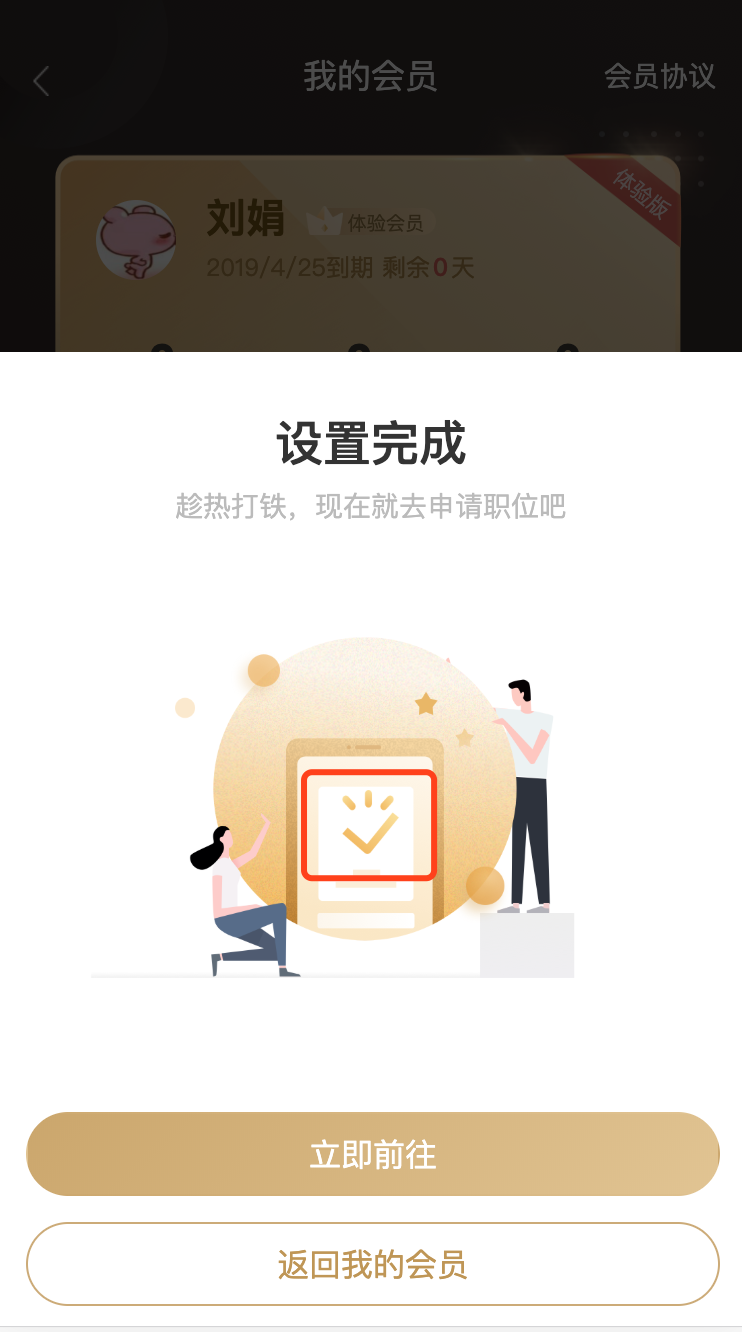 我的会员
会员协议
体验版
刘娟
体验会员
2019/4/25到期 剩余0天
设置完成
趁热打铁，现在就去申请职位吧
立即前往
返回我的会员